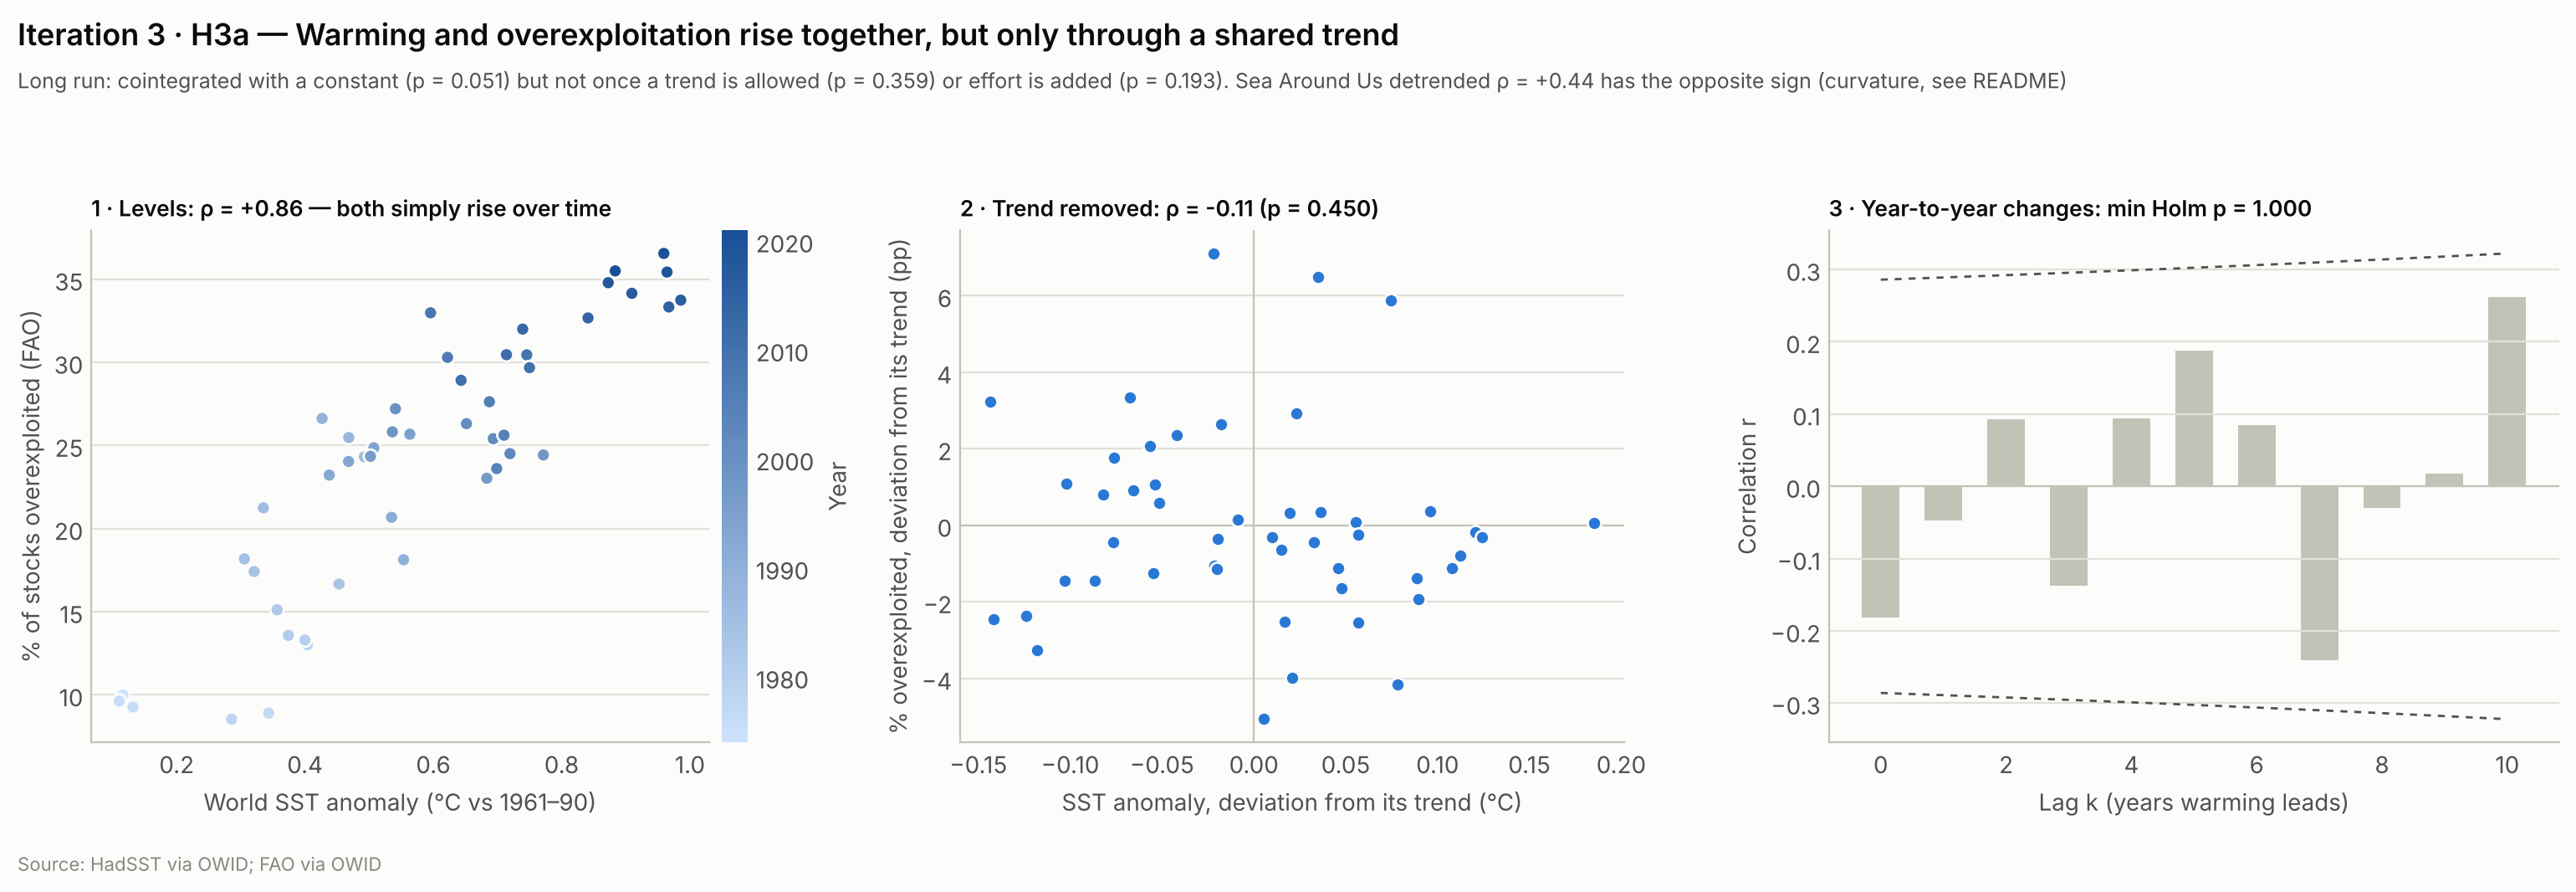 Iteration 3 · H3a — Warming and overexploitation rise together, but only through a shared trend
Long run: cointegrated with a constant (p = 0.051) but not once a trend is allowed (p = 0.359) or effort is added (p = 0.193). Sea Around Us detrended ρ = +0.44 has the opposite sign (curvature, see README)
1 · Levels: ρ = +0.86 — both simply rise over time
% of stocks overexploited (FAO)
35
30
25
20
15
10
0.2 0.4 0.6 0.8 1.0
World SST anomaly (°C vs 1961–90)
2020
2010
2000
1990
1980
Year
2 · Trend removed: ρ = -0.11 (p = 0.450)
% overexploited, deviation from its trend (pp)
6
4
2
0
−2
−4
−0.15 −0.10 −0.05 0.00 0.05 0.10 0.15 0.20
SST anomaly, deviation from its trend (°C)
3 · Year-to-year changes: min Holm p = 1.000
Correlation r
0.3
0.2
0.1
0.0
−0.1
−0.2
−0.3
0 2 4 6 8 10
Lag k (years warming leads)
Source: HadSST via OWID; FAO via OWID